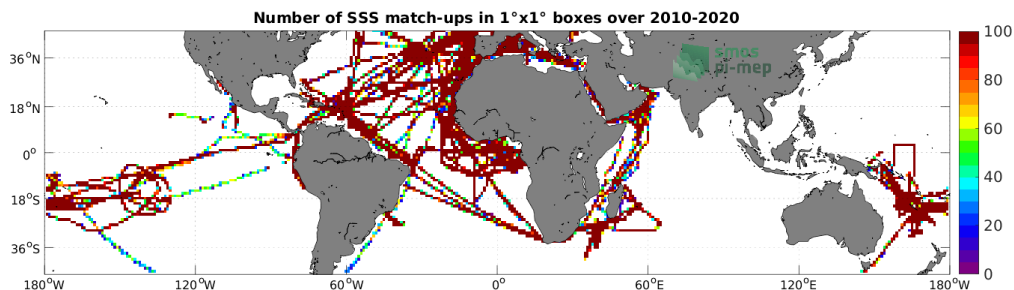 Number of SSS match-ups in 1°x1° boxes over 2010-2020
36°N
18°N
0°
18°S
36°S
180°W
120°W
60°W
0°
60°E
120°E
180°W
smos
pi-mep
100
80
60
40
20
0